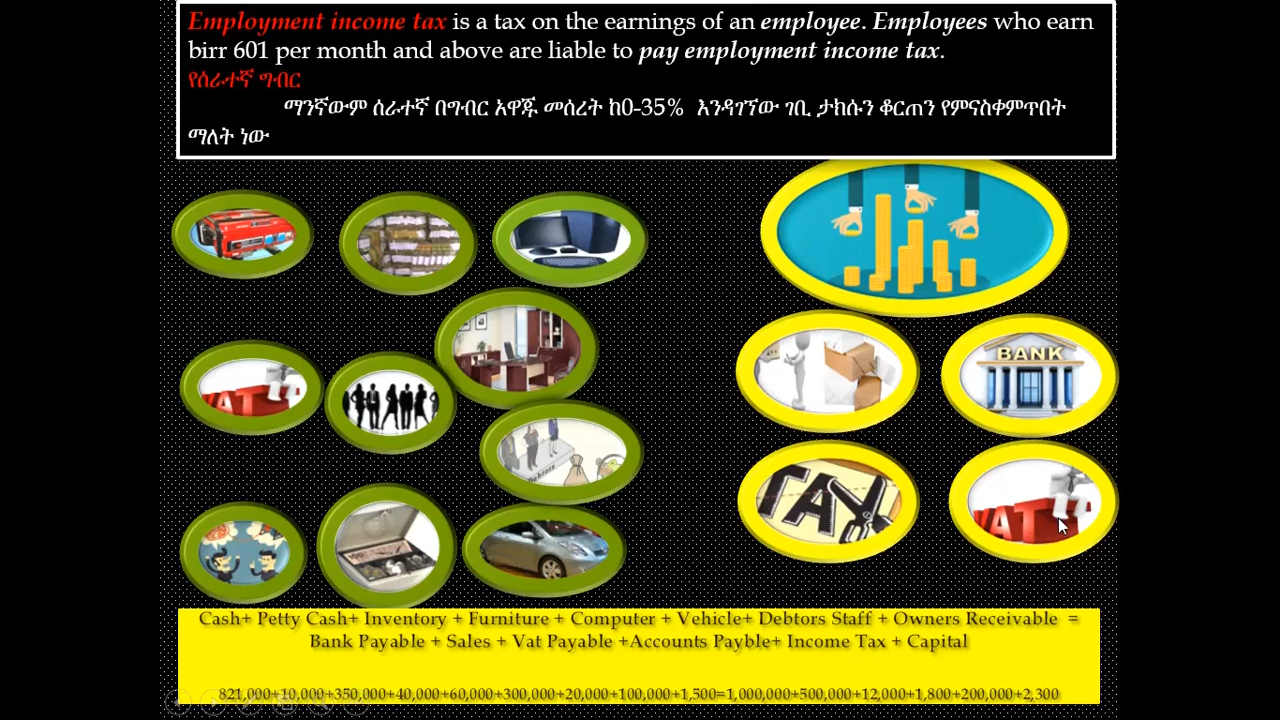 Employment income tax is a tax on the earnings of an employee. Employees who earn
birr 601 per month and above are liable to pay employment income tax.
የሰራተኛ ግብር
ማንኛውም ሰራተኛ በግብር አዋጁ መሰረት ከ0-35% እንዳገኘው ገቢ ታክሱን ቆርጠን የምናስቀምጥበት
ማለት ነው
BANK
VAT
Debtors
TAX
VAT
Cash+ Petty Cash+ Inventory + Furniture + Computer + Vehicle+ Debtors Staff + Owners Receivable =
Bank Payable + Sales + Vat Payable +Accounts Payble+ Income Tax + Capital
821,000+10,000+350,000+40,000+60,000+300,000+20,000+100,000+1,500=1,000,000+500,000+12,000+1,800+200,000+2,300